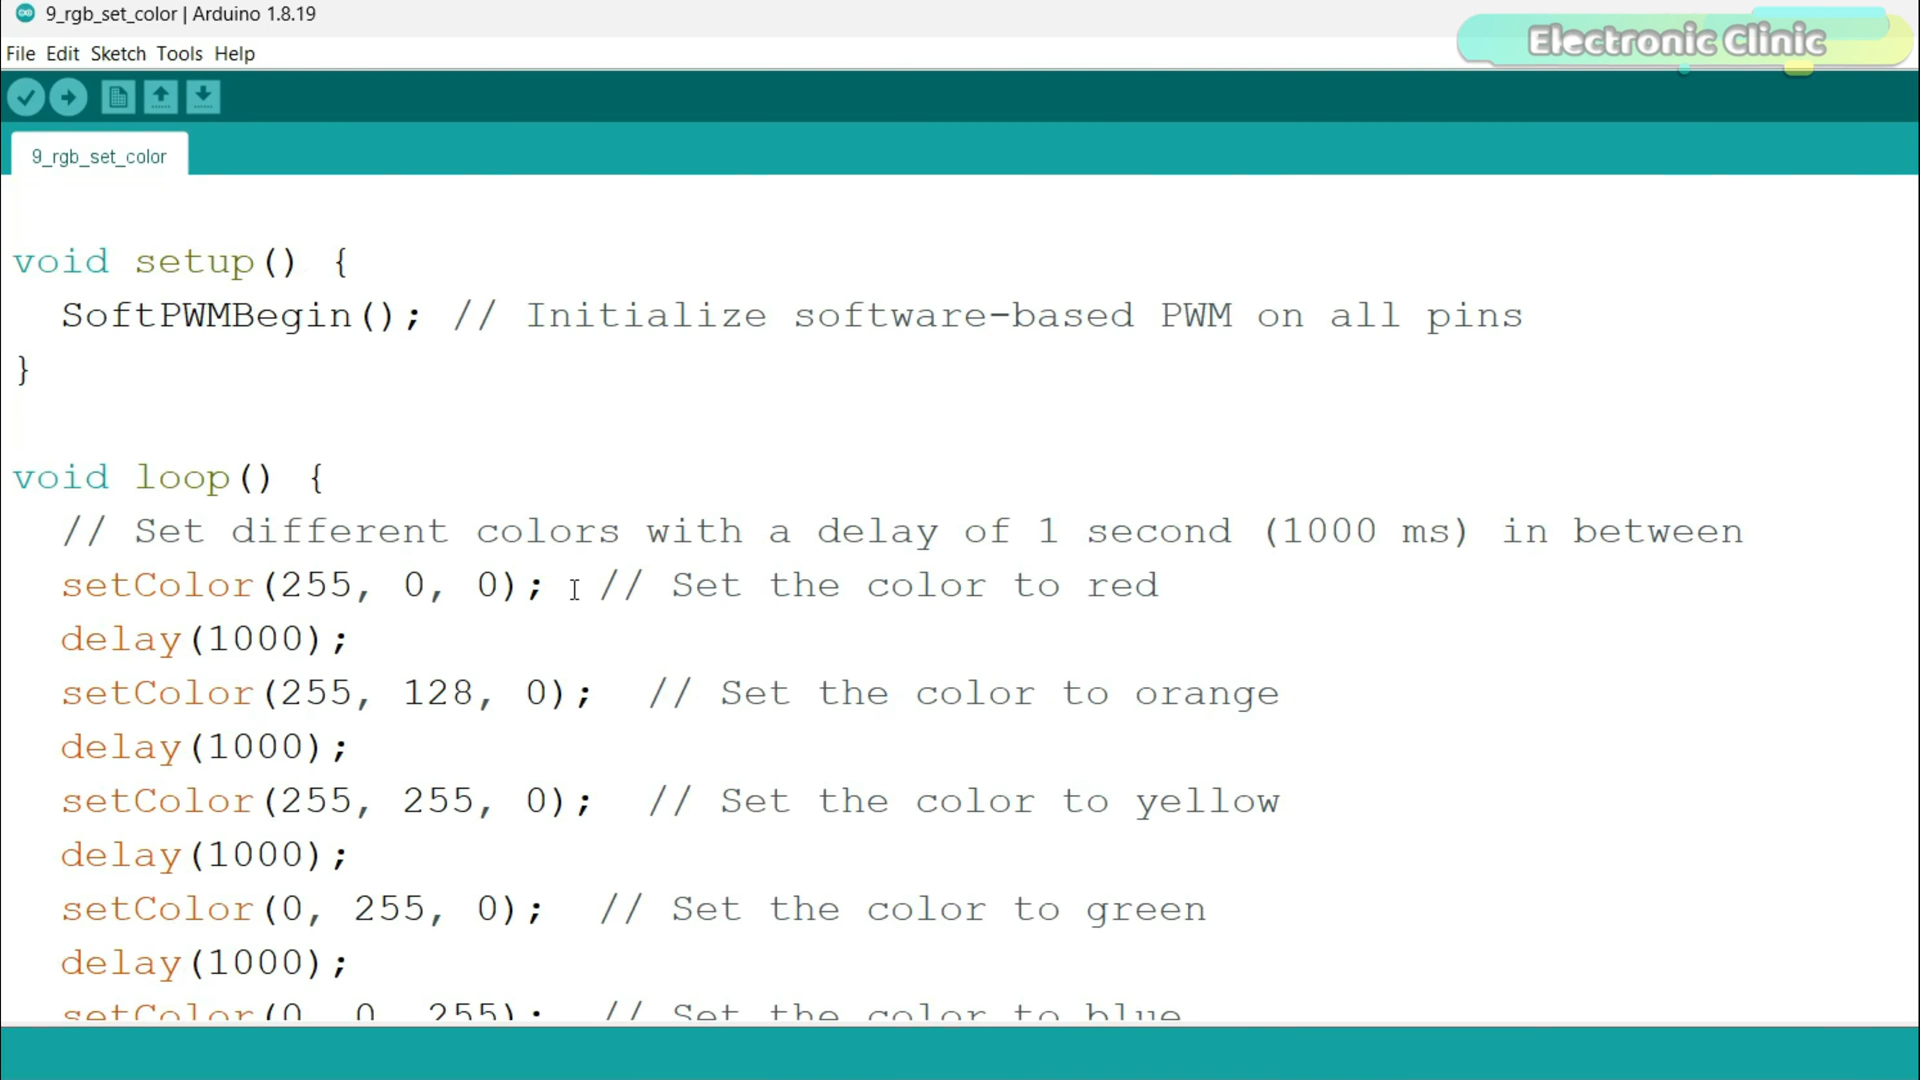 9_rgb_set_color | Arduino 1.8.19
Electronic Clinic
File Edit Sketch Tools Help
9_rgb_set_color
void setup() {
  SoftPWMBegin(); // Initialize software-based PWM on all pins
}
void loop() {
  // Set different colors with a delay of 1 second (1000 ms) in between
  setColor(255, 0, 0);  // Set the color to red
  delay(1000);
  setColor(255, 128, 0);  // Set the color to orange
  delay(1000);
  setColor(255, 255, 0);  // Set the color to yellow
  delay(1000);
  setColor(0, 255, 0);  // Set the color to green
  delay(1000);
  setColor(0, 0, 255);  // Set the color to blue